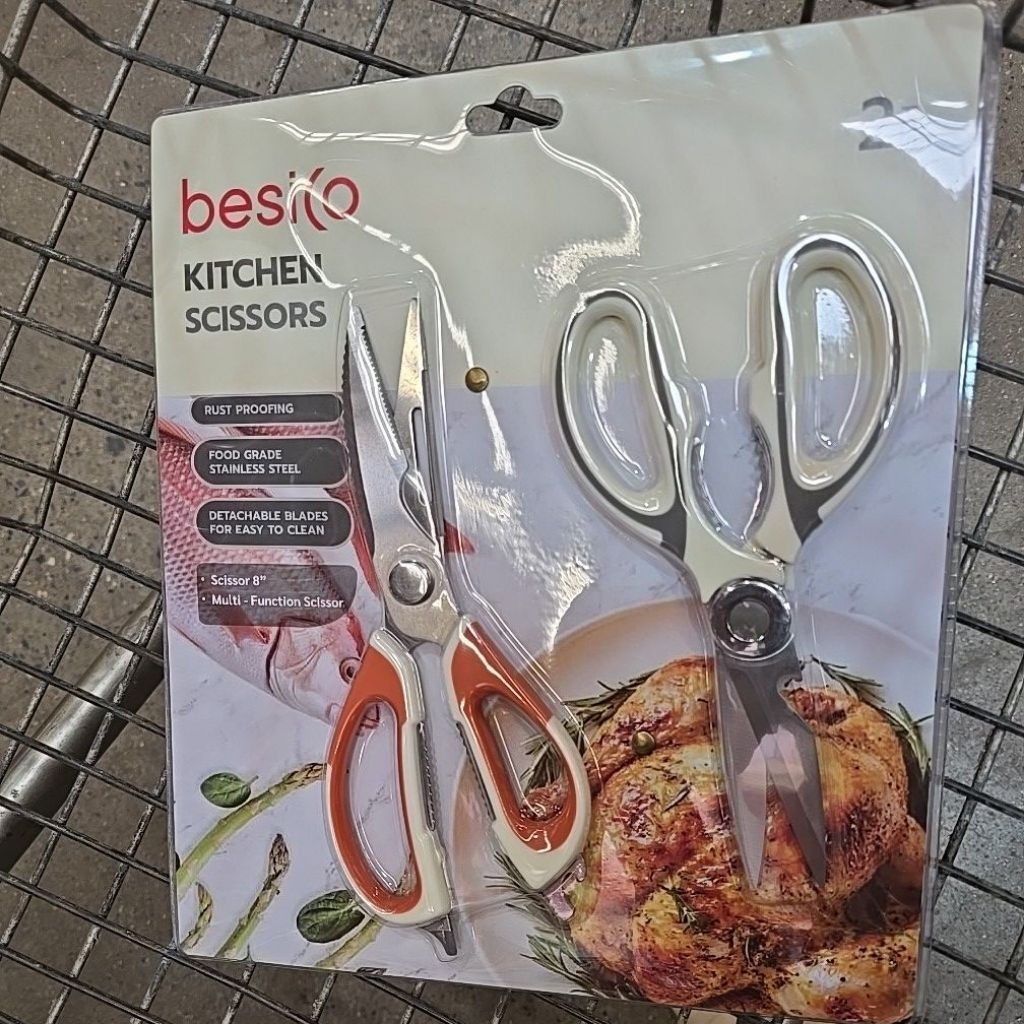 besico
KITCHEN
SCISSORS
RUST PROOFING
FOOD GRADE
STAINLESS STEEL
DETACHABLE BLADES
FOR EASY TO CLEAN
• Scissor 8"
• Multi - Function Scissor
2